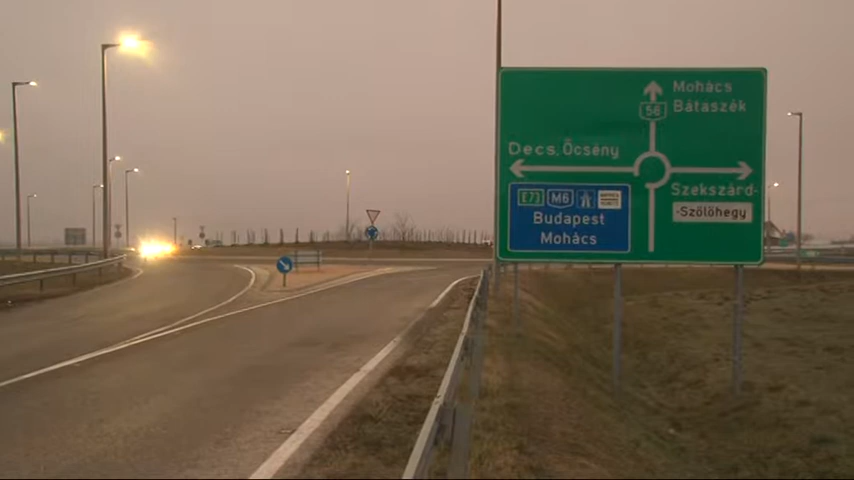 Mohács
56
Bátaszék
Decs, Őcsény
Szekszárd-
-Szőlőhegy
E73 M6
Budapest
Mohács